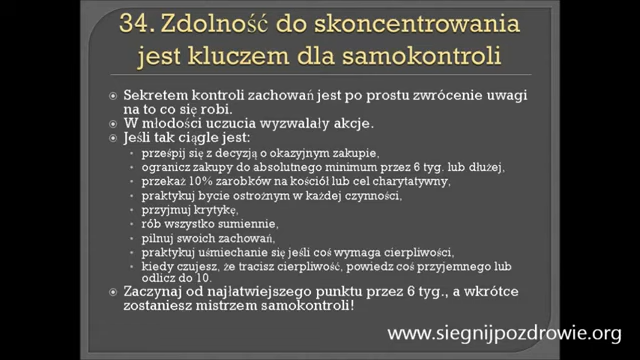 34. Zdolność do skoncentrowania
jest kluczem dla samokontroli
Sekretem kontroli zachowań jest po prostu zwrócenie uwagi
na to co się robi.
W młodości uczucia wyzwalały akcje.
Jeśli tak ciągle jest:
prześpij się z decyzją o okazyjnym zakupie,
ogranicz zakupy do absolutnego minimum przez 6 tyg. lub dłużej,
przekaż 10% zarobków na kościół lub cel charytatywny,
praktykuj bycie ostrożnym w każdej czynności,
przyjmuj krytykę,
rób wszystko sumiennie,
pilnuj swoich zachowań,
praktykuj uśmiechanie się jeśli coś wymaga cierpliwości,
kiedy czujesz, że tracisz cierpliwość, powiedz coś przyjemnego lub
odlicz do 10.
Zaczynaj od najłatwiejszego punktu przez 6 tyg., a wkrótce
zostaniesz mistrzem samokontroli!
www.siegnijpozdrowie.org